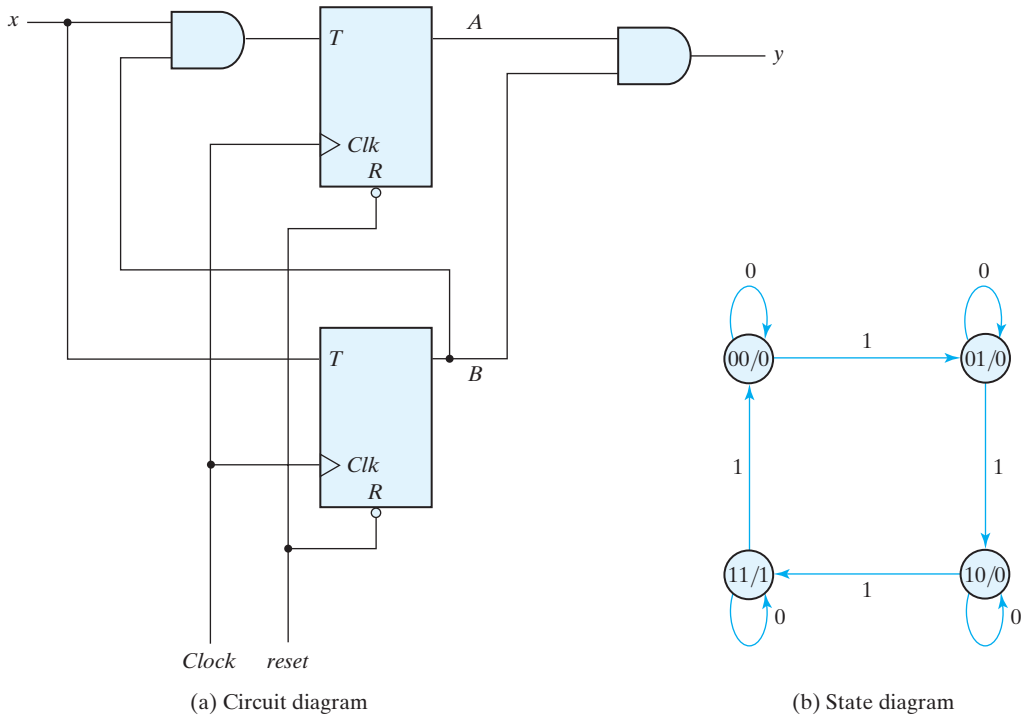 x
T
A
y
Clk
R
T
B
Clk
R
Clock
reset
(a) Circuit diagram
0
0
00/0
1
01/0
1
1
11/1
1
10/0
0
0
(b) State diagram